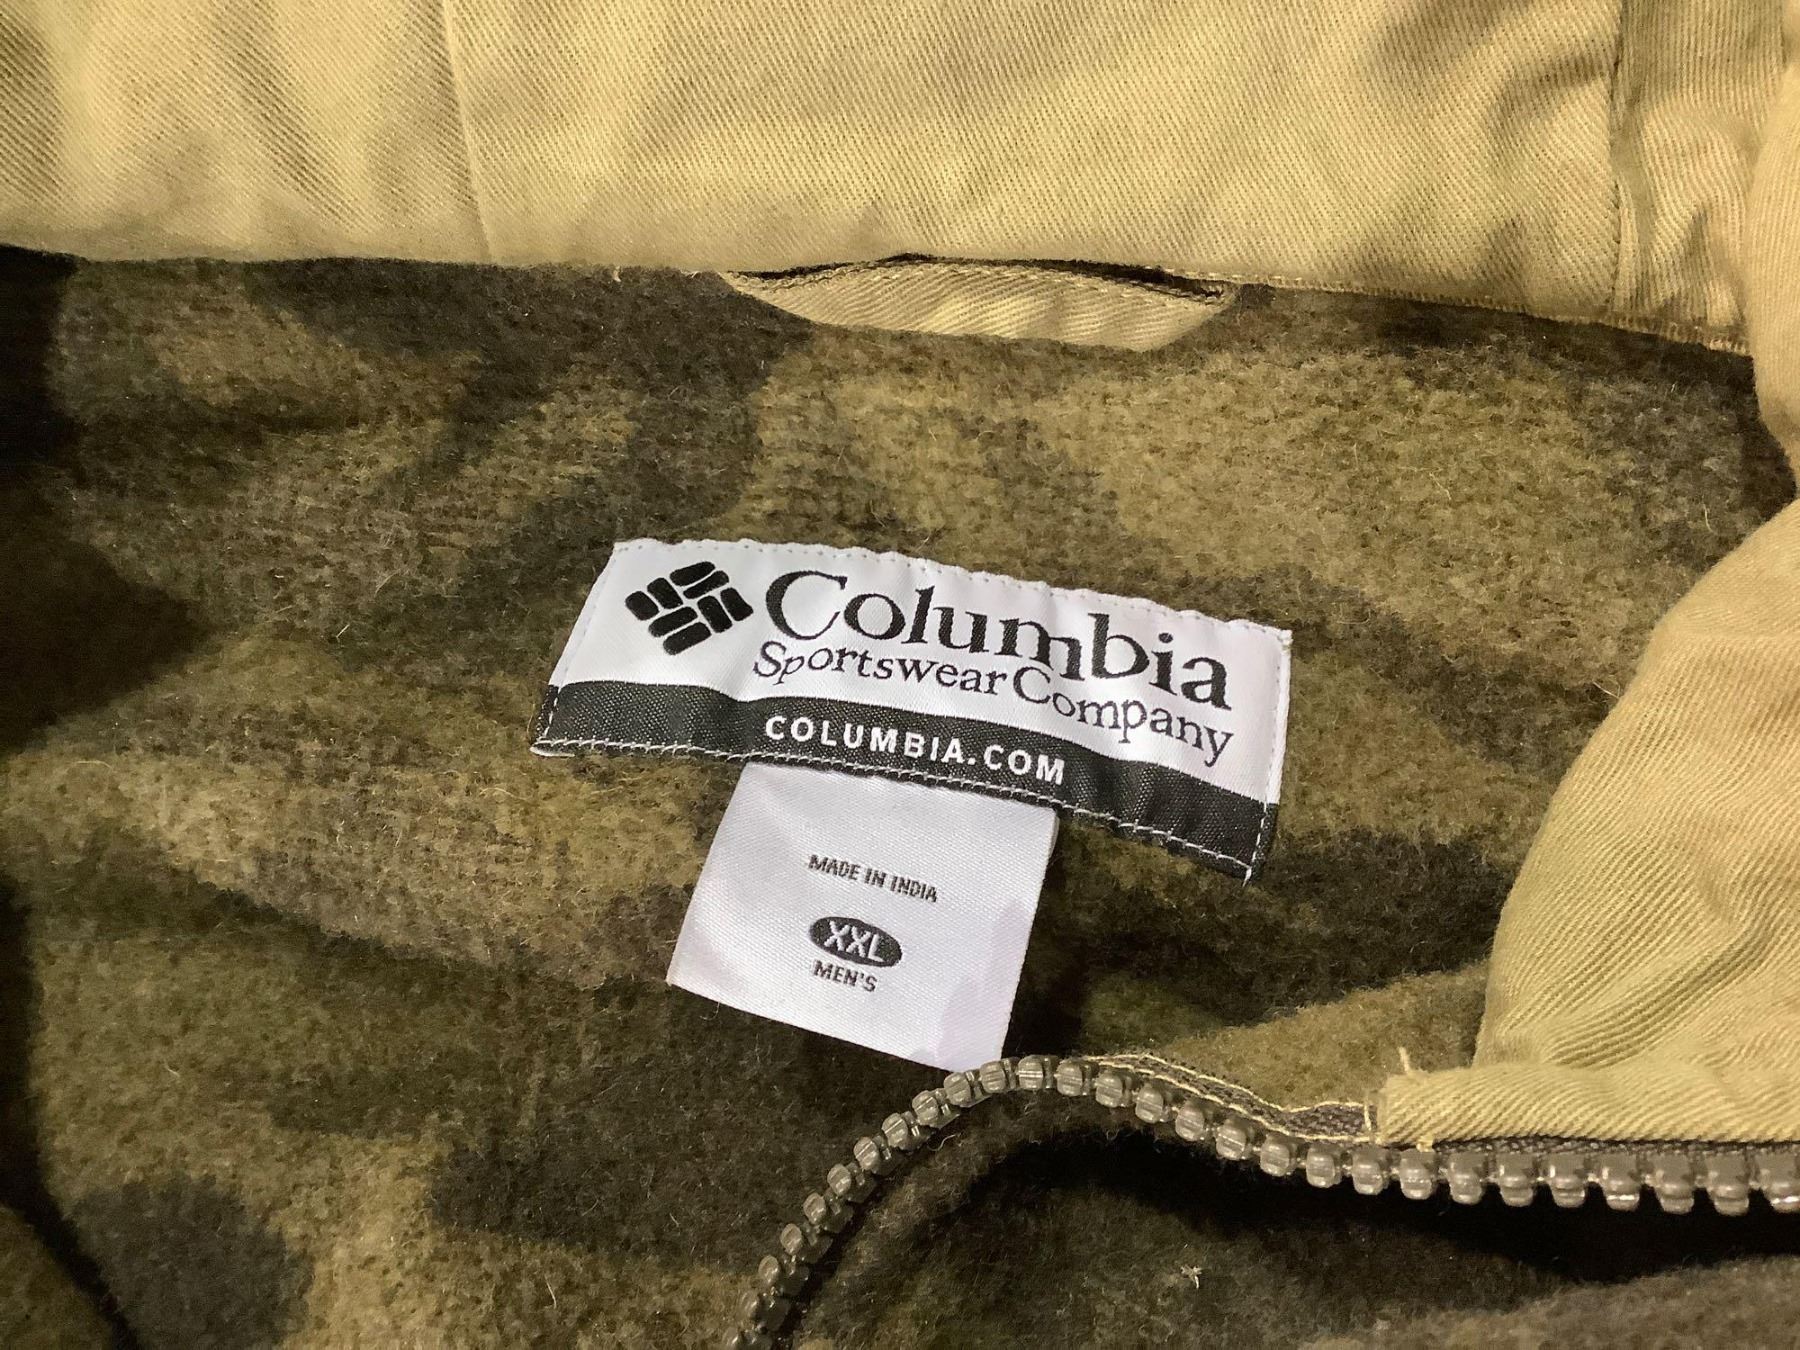 Columbia
Sportswear Company
COLUMBIA.COM
MADE IN INDIA
XXL
MEN'S